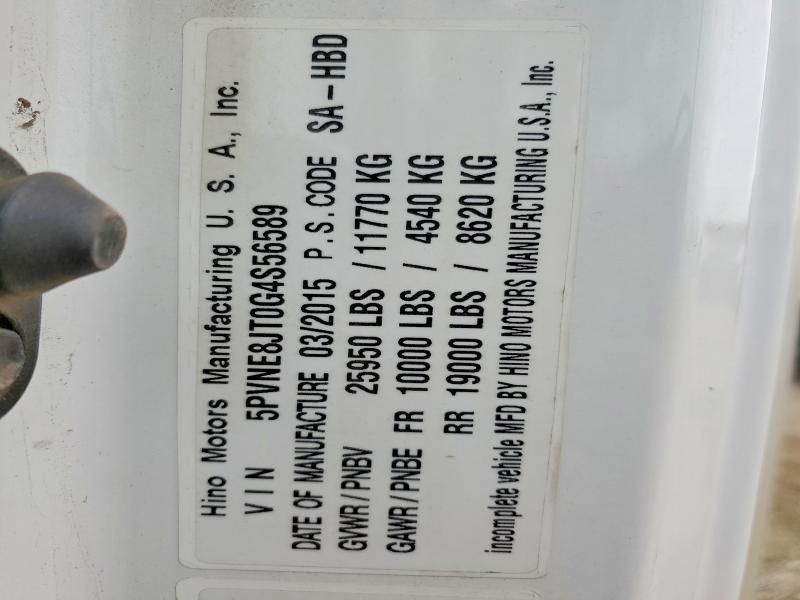 Hino Motors Manufacturing U. S. A., Inc.
VIN 5PVNE8JT0G4S56589
DATE OF MANUFACTURE 03/2015 P.S.CODE SA-HBD
GVWR/PNBV 25950 LBS /11770 KG
GAWR/PNBE FR 10000 LBS / 4540 KG
RR 19000 LBS / 8620 KG
incomplete vehicle MFD BY HINO MOTORS MANUFACTURING U.S.A., Inc.